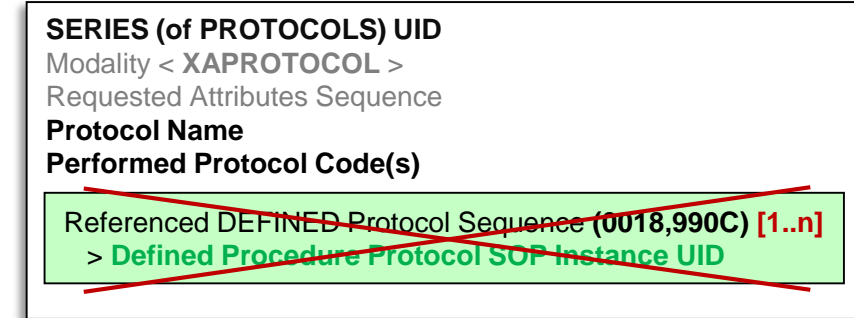 SERIES (of PROTOCOLS) UID
Modality < XAPROTOCOL >
Requested Attributes Sequence
Protocol Name
Performed Protocol Code(s)
Referenced DEFINED Protocol Sequence (0018,990C) [1..n]
> Defined Procedure Protocol SOP Instance UID